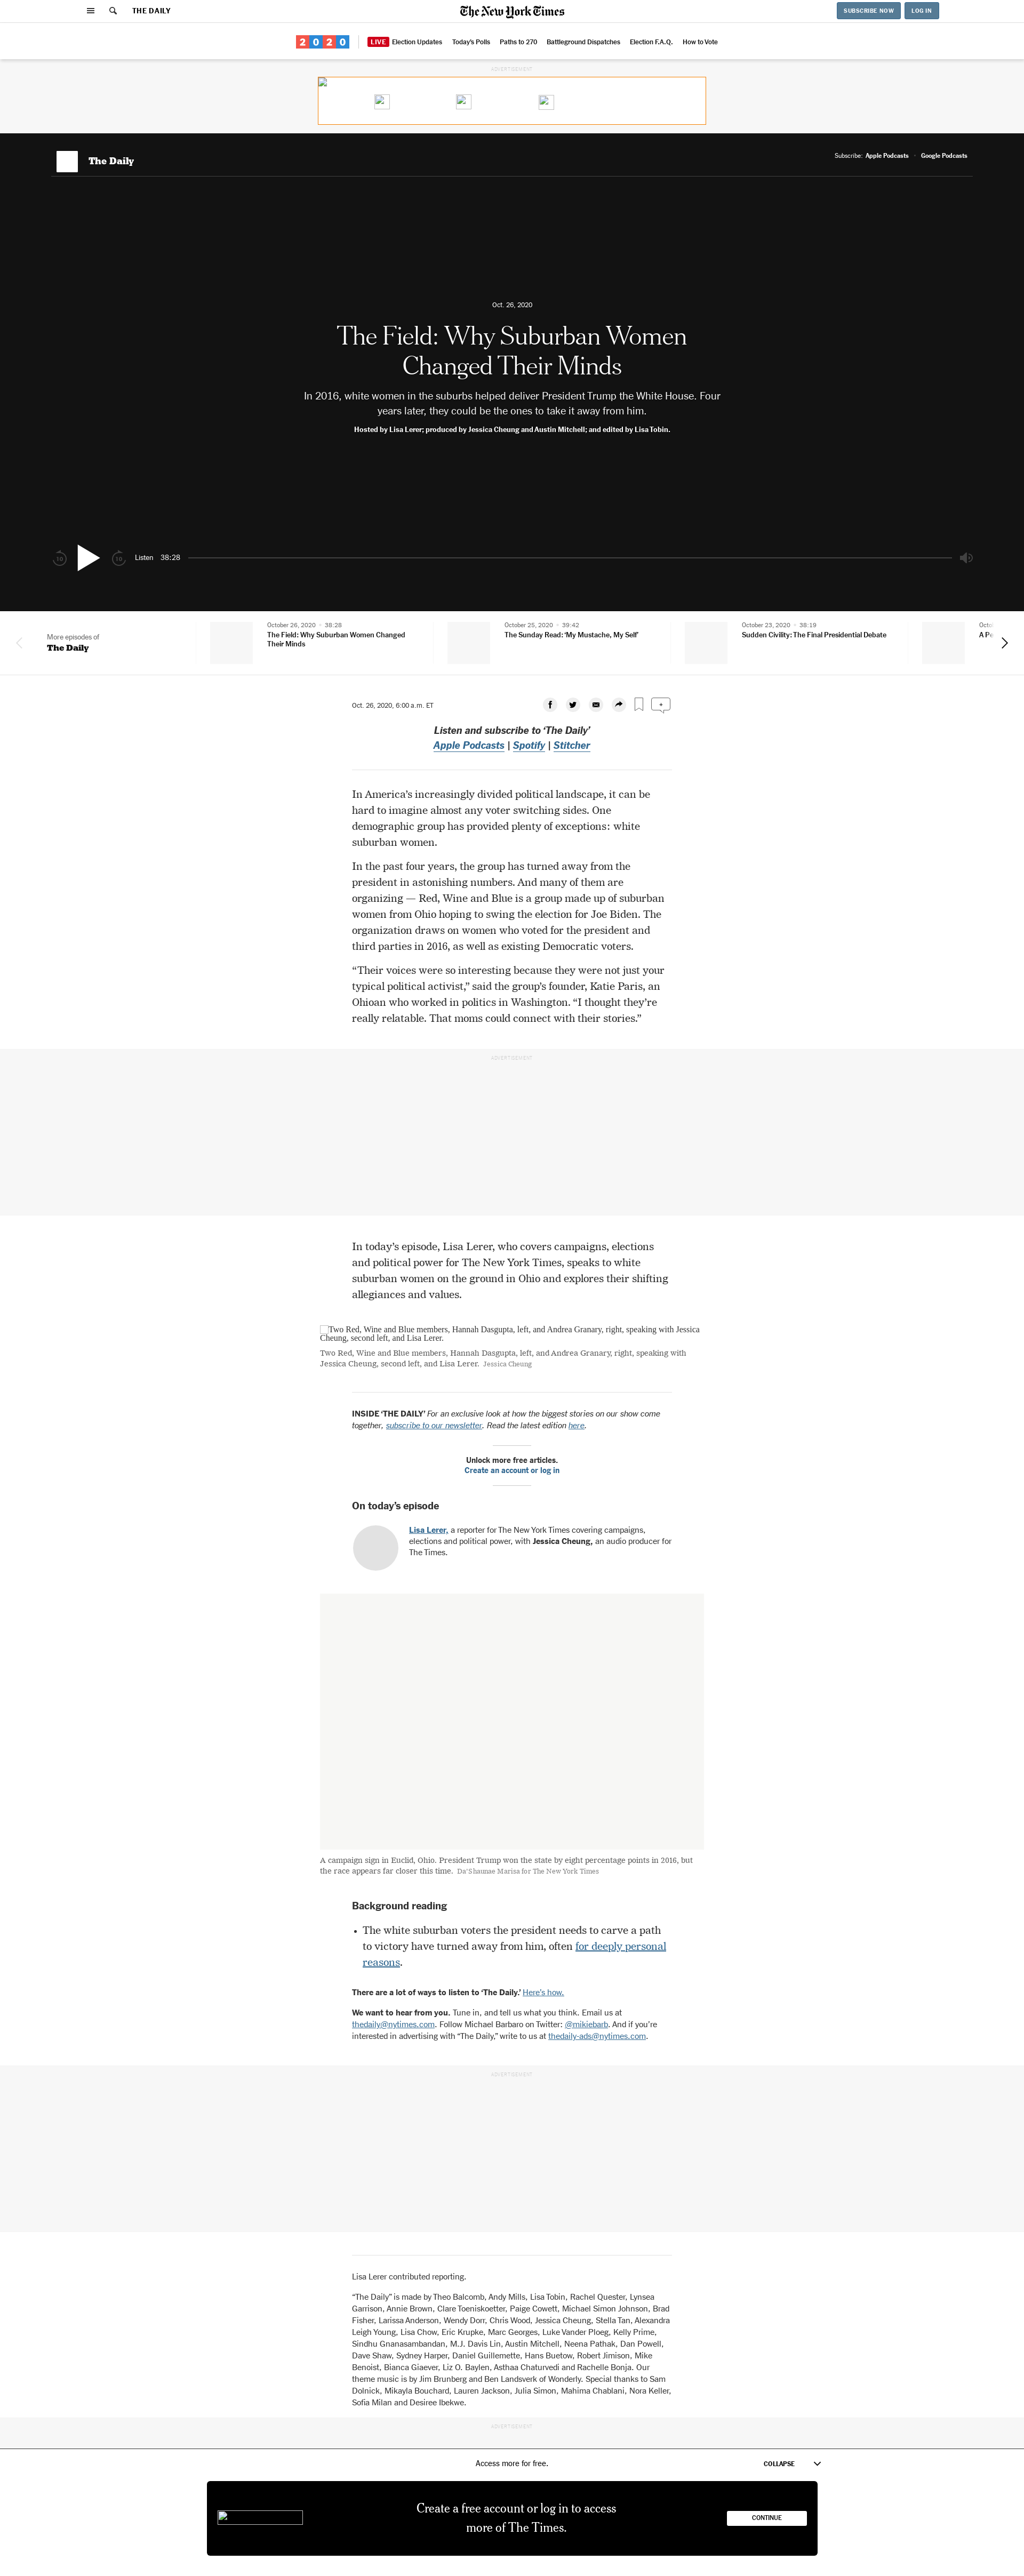 THE DAILY
The New York Times
SUBSCRIBE NOW
LOG IN
2020
LIVE Election Updates
Today's Polls
Paths to 270
Battleground Dispatches
Election F.A.Q.
How to Vote
ADVERTISEMENT
The Daily
Subscribe: Apple Podcasts · Google Podcasts
Oct. 26, 2020
The Field: Why Suburban Women
Changed Their Minds
In 2016, white women in the suburbs helped deliver President Trump the White House. Four
years later, they could be the ones to take it away from him.
Hosted by Lisa Lerer; produced by Jessica Cheung and Austin Mitchell; and edited by Lisa Tobin.
10
10
Listen 38:28
More episodes of
The Daily
October 26, 2020 · 38:28
The Field: Why Suburban Women Changed
Their Minds
October 25, 2020 · 39:42
The Sunday Read: ‘My Mustache, My Self’
October 23, 2020 · 38:19
Sudden Civility: The Final Presidential Debate
Oct. 26, 2020, 6:00 a.m. ET
+
Listen and subscribe to ‘The Daily’
Apple Podcasts | Spotify | Stitcher
In America’s increasingly divided political landscape, it can be
hard to imagine almost any voter switching sides. One
demographic group has provided plenty of exceptions: white
suburban women.
In the past four years, the group has turned away from the
president in astonishing numbers. And many of them are
organizing — Red, Wine and Blue is a group made up of suburban
women from Ohio hoping to swing the election for Joe Biden. The
organization draws on women who voted for the president and
third parties in 2016, as well as existing Democratic voters.
“Their voices were so interesting because they were not just your
typical political activist,” said the group’s founder, Katie Paris, an
Ohioan who worked in politics in Washington. “I thought they’re
really relatable. That moms could connect with their stories.”
ADVERTISEMENT
In today’s episode, Lisa Lerer, who covers campaigns, elections
and political power for The New York Times, speaks to white
suburban women on the ground in Ohio and explores their shifting
allegiances and values.
Two Red, Wine and Blue members, Hannah Dasgupta, left, and Andrea Granary, right, speaking with Jessica
Cheung, second left, and Lisa Lerer.
Two Red, Wine and Blue members, Hannah Dasgupta, left, and Andrea Granary, right, speaking with
Jessica Cheung, second left, and Lisa Lerer. Jessica Cheung
INSIDE ‘THE DAILY’ For an exclusive look at how the biggest stories on our show come
together, subscribe to our newsletter. Read the latest edition here.
Unlock more free articles.
Create an account or log in
On today’s episode
Lisa Lerer, a reporter for The New York Times covering campaigns,
elections and political power, with Jessica Cheung, an audio producer for
The Times.
A campaign sign in Euclid, Ohio. President Trump won the state by eight percentage points in 2016, but
the race appears far closer this time. Da’Shaunae Marisa for The New York Times
Background reading
• The white suburban voters the president needs to carve a path
to victory have turned away from him, often for deeply personal
reasons.
There are a lot of ways to listen to ‘The Daily.’ Here’s how.
We want to hear from you. Tune in, and tell us what you think. Email us at
thedaily@nytimes.com. Follow Michael Barbaro on Twitter: @mikiebarb. And if you’re
interested in advertising with “The Daily,” write to us at thedaily-ads@nytimes.com.
ADVERTISEMENT
Lisa Lerer contributed reporting.
“The Daily” is made by Theo Balcomb, Andy Mills, Lisa Tobin, Rachel Quester, Lynsea
Garrison, Annie Brown, Clare Toeniskoetter, Paige Cowett, Michael Simon Johnson, Brad
Fisher, Larissa Anderson, Wendy Dorr, Chris Wood, Jessica Cheung, Stella Tan, Alexandra
Leigh Young, Lisa Chow, Eric Krupke, Marc Georges, Luke Vander Ploeg, Kelly Prime,
Sindhu Gnanasambandan, M.J. Davis Lin, Austin Mitchell, Neena Pathak, Dan Powell,
Dave Shaw, Sydney Harper, Daniel Guillemette, Hans Buetow, Robert Jimison, Mike
Benoist, Bianca Giaever, Liz O. Baylen, Asthaa Chaturvedi and Rachelle Bonja. Our
theme music is by Jim Brunberg and Ben Landsverk of Wonderly. Special thanks to Sam
Dolnick, Mikayla Bouchard, Lauren Jackson, Julia Simon, Mahima Chablani, Nora Keller,
Sofia Milan and Desiree Ibekwe.
ADVERTISEMENT
Access more for free.
COLLAPSE
Create a free account or log in to access
more of The Times.
CONTINUE